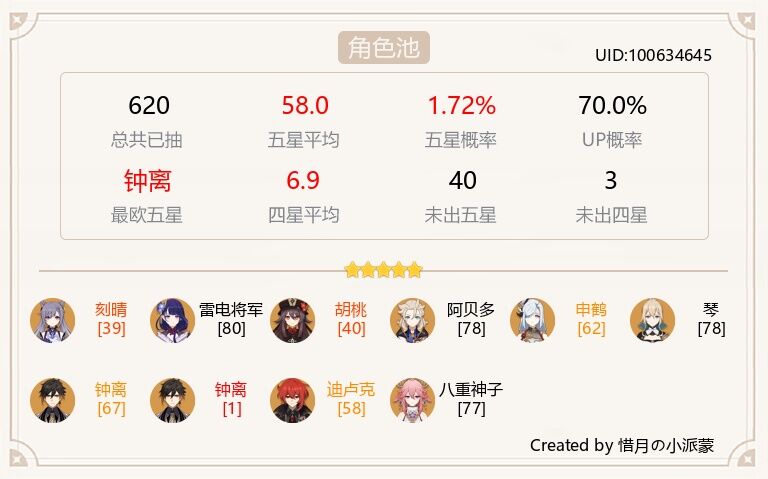 角色池
UID:100634645
620 58.0 1.72% 70.0%
总共已抽 五星平均 五星概率 UP概率
钟离 6.9 40 3
最欧五星 四星平均 未出五星 未出四星
刻晴 雷电将军 胡桃 阿贝多 申鹤 琴
[39] [80] [40] [78] [62] [78]
钟离 钟离 迪卢克 八重神子
[67] [1] [58] [77]
Created by 惜月の小派蒙